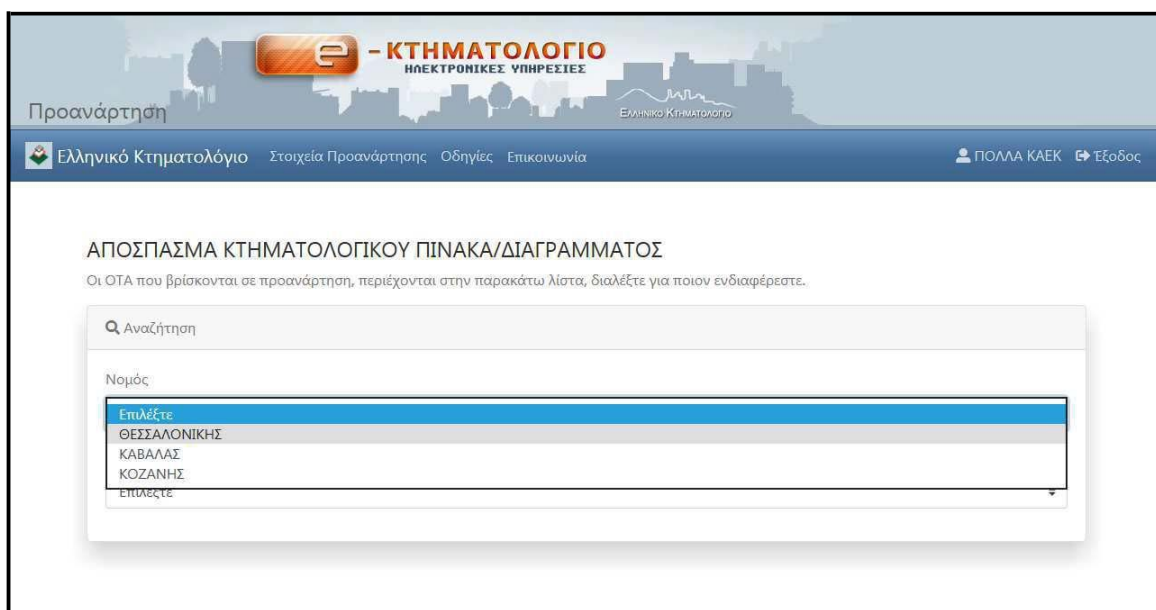 e - ΚΤΗΜΑΤΟΛΟΓΙΟ
ΗΛΕΚΤΡΟΝΙΚΕΣ ΥΠΗΡΕΣΙΕΣ
Προανάρτηση
ΕΛΛΗΝΙΚΟ ΚΤΗΜΑΤΟΛΟΓΙΟ
Ελληνικό Κτηματολόγιο Στοιχεία Προανάρτησης Οδηγίες Επικοινωνία ΠΟΛΛΑ ΚΑΕΚ Έξοδος
ΑΠΟΣΠΑΣΜΑ ΚΤΗΜΑΤΟΛΟΓΙΚΟΥ ΠΙΝΑΚΑ/ΔΙΑΓΡΑΜΜΑΤΟΣ
Οι ΟΤΑ που βρίσκονται σε προανάρτηση, περιέχονται στην παρακάτω λίστα, διαλέξτε για ποιον ενδιαφέρεστε.
Αναζήτηση
Νομός
Επιλέξτε
ΘΕΣΣΑΛΟΝΙΚΗΣ
ΚΑΒΑΛΑΣ
ΚΟΖΑΝΗΣ
Επιλέξτε